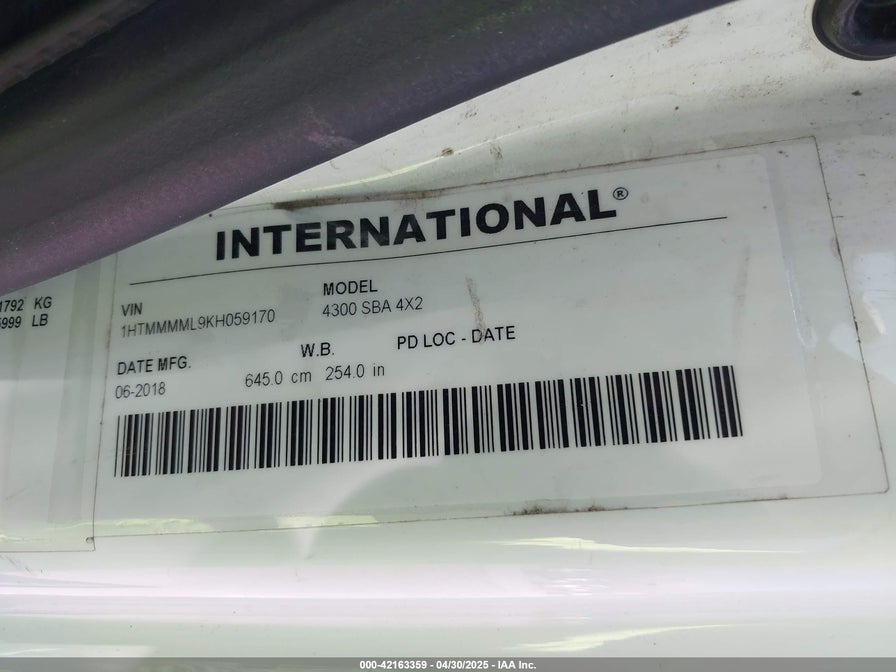 INTERNATIONAL®
1792 KG
5999 LB
VIN
1HTMMMML9KH059170
MODEL
4300 SBA 4X2
DATE MFG.
06-2018
W.B.
645.0 cm 254.0 in
PD LOC - DATE
000-42163359 - 04/30/2025 - IAA Inc.